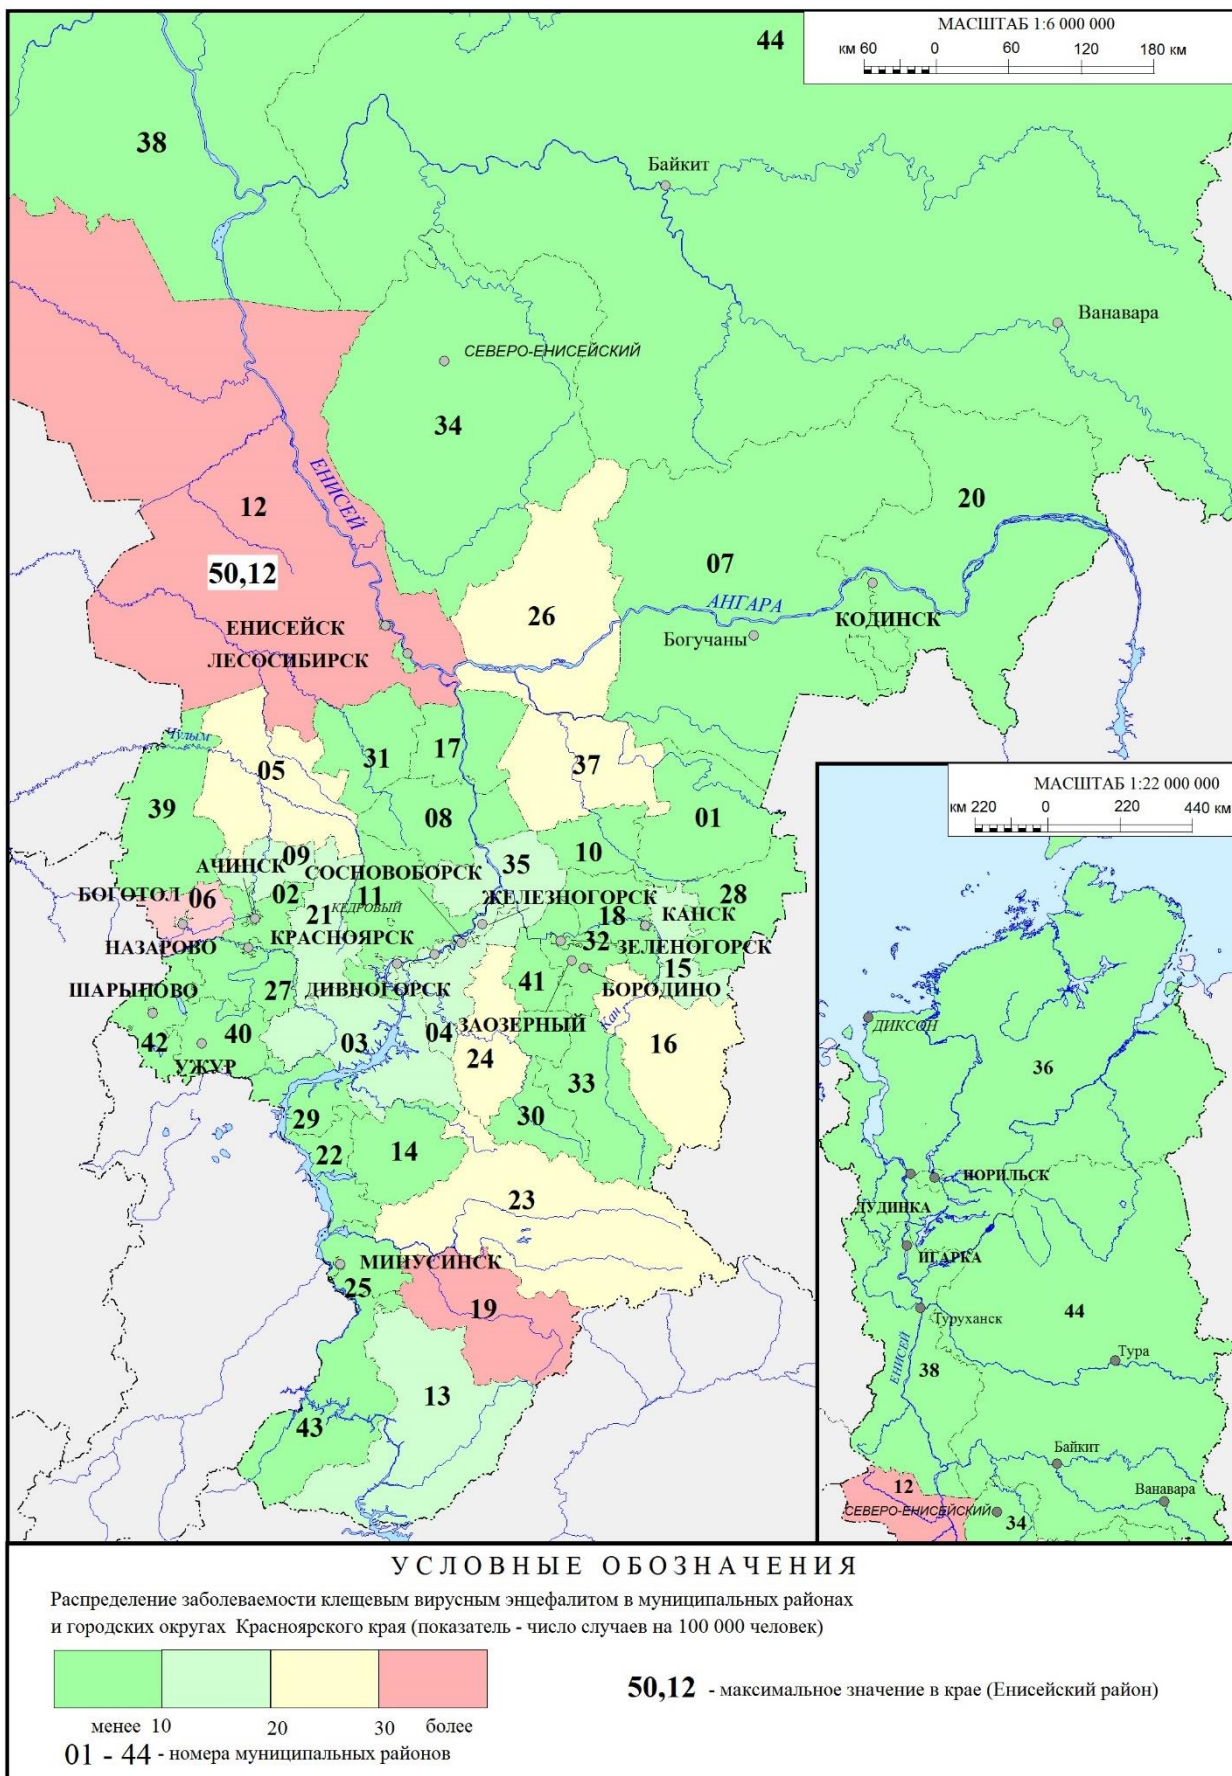 МАСШТАБ 1:6 000 000
км 60 0 60 120 180 км
44
38
Байкит
Ванавара
СЕВЕРО-ЕНИСЕЙСКИЙ
34
ЕНИСЕЙ
12
20
50,12
07
26
АНГАРА
ЕНИСЕЙСК
Богучаны
КОДИНСК
ЛЕСОСИБИРСК
Чулым
31
17
05
37
39
08
01
09
10
35
АЧИНСК
СОСНОВОБОРСК
БОГОТОЛ
06
02
11
ЖЕЛЕЗНОГОРСК
28
21
КЕДРОВЫЙ
18
КАНСК
НАЗАРОВО
КРАСНОЯРСК
32
ЗЕЛЕНОГОРСК
15
ШАРЫПОВО
27
ДИВНОГОРСК
41
БОРОДИНО
42
40
УЖУР
03
04
ЗАОЗЕРНЫЙ
Кан
16
24
33
29
30
22
14
23
МИНУСИНСК
25
19
13
43
МАСШТАБ 1:22 000 000
км 220 0 220 440 км
ДИКСОН
36
НОРИЛЬСК
ДУДИНКА
ИГАРКА
Туруханск
44
Тура
ЕНИСЕЙ
38
Байкит
12
Ванавара
СЕВЕРО-ЕНИСЕЙСКИЙ
34
УСЛОВНЫЕ ОБОЗНАЧЕНИЯ
Распределение заболеваемости клещевым вирусным энцефалитом в муниципальных районах
и городских округах Красноярского края (показатель - число случаев на 100 000 человек)
50,12 - максимальное значение в крае (Енисейский район)
менее 10 20 30 более
01 - 44 - номера муниципальных районов